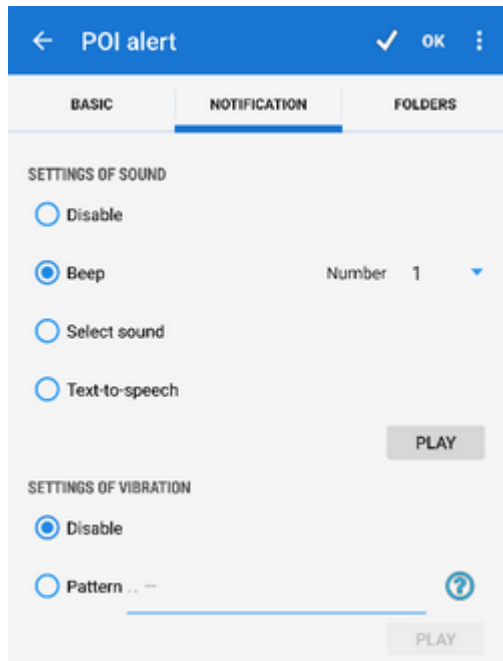 POI alert OK
BASIC NOTIFICATION FOLDERS
SETTINGS OF SOUND
Disable
Beep Number 1
Select sound
Text-to-speech
PLAY
SETTINGS OF VIBRATION
Disable
Pattern .. --
?
PLAY